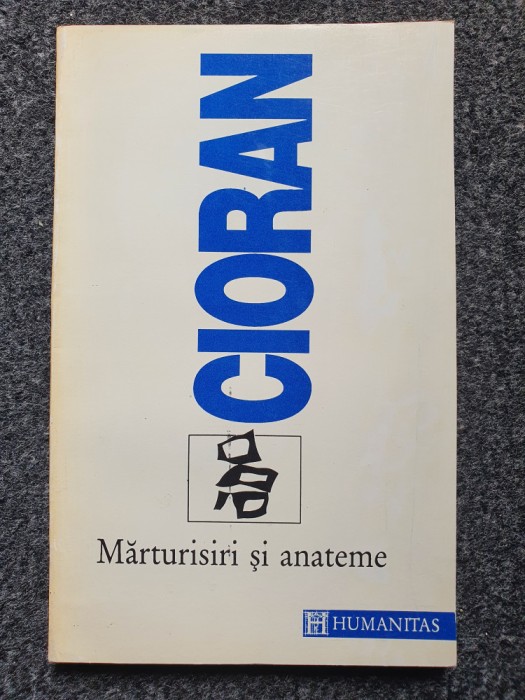 CIORAN
Mărturisiri şi anateme
HUMANITAS